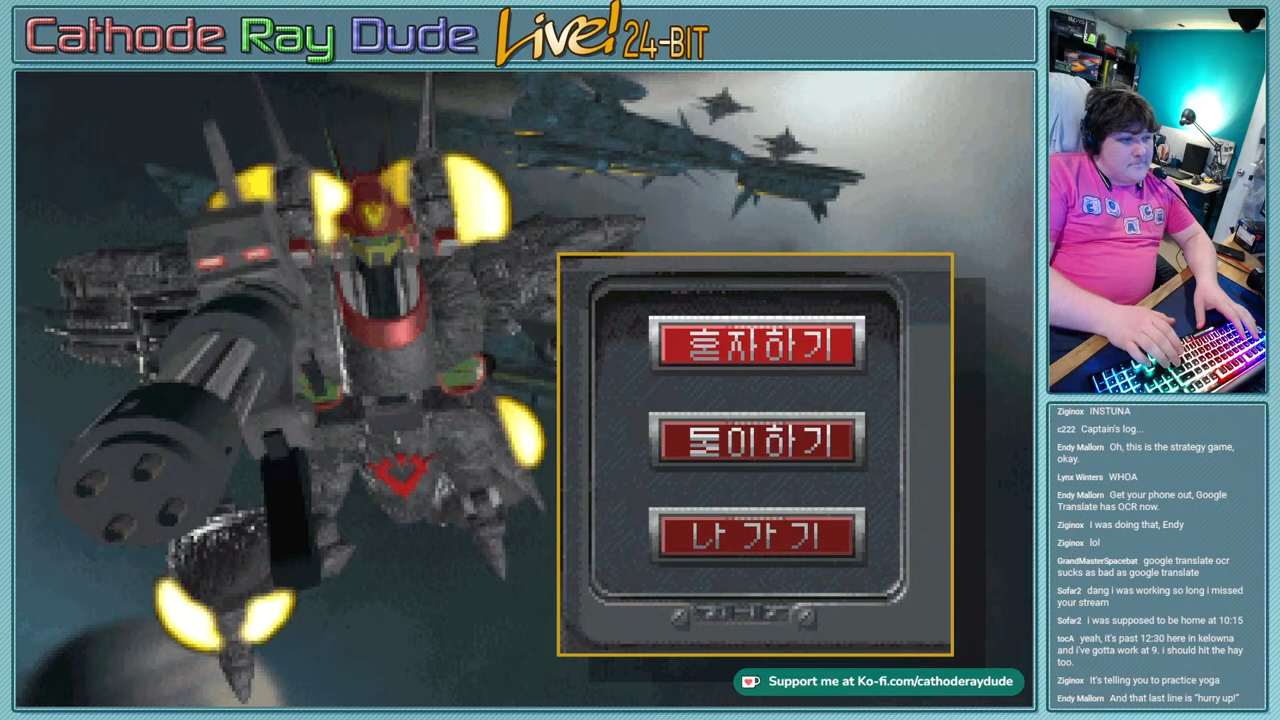 Cathode Ray Dude Live! 24-BIT
혼자하기
둘이하기
나가기
Support me at Ko-fi.com/cathoderaydude
Ziginox INSTUNA
c222 Captain's log...
Endy Mallorn Oh, this is the strategy game,
okay.
Lynx Winters WHOA
Endy Mallorn Get your phone out, Google
Translate has OCR now.
Ziginox I was doing that, Endy
Ziginox lol
GrandMasterSpacebat google translate ocr
sucks as bad as google translate
Sofar2 dang i was working so long i missed
your stream
Sofar2 i was supposed to be home at 10:15
tocA yeah, it's past 12:30 here in kelowna
and i've gotta work at 9. i should hit the hay
too.
Ziginox It's telling you to practice yoga
Endy Mallorn And that last line is "hurry up!"